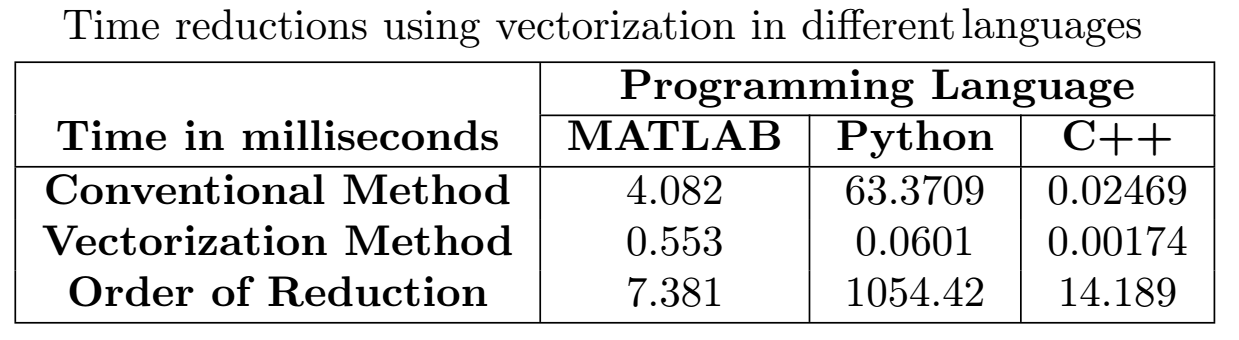 Time reductions using vectorization in different languages
Programming Language
Time in milliseconds MATLAB Python C++
Conventional Method 4.082 63.3709 0.02469
Vectorization Method 0.553 0.0601 0.00174
Order of Reduction 7.381 1054.42 14.189